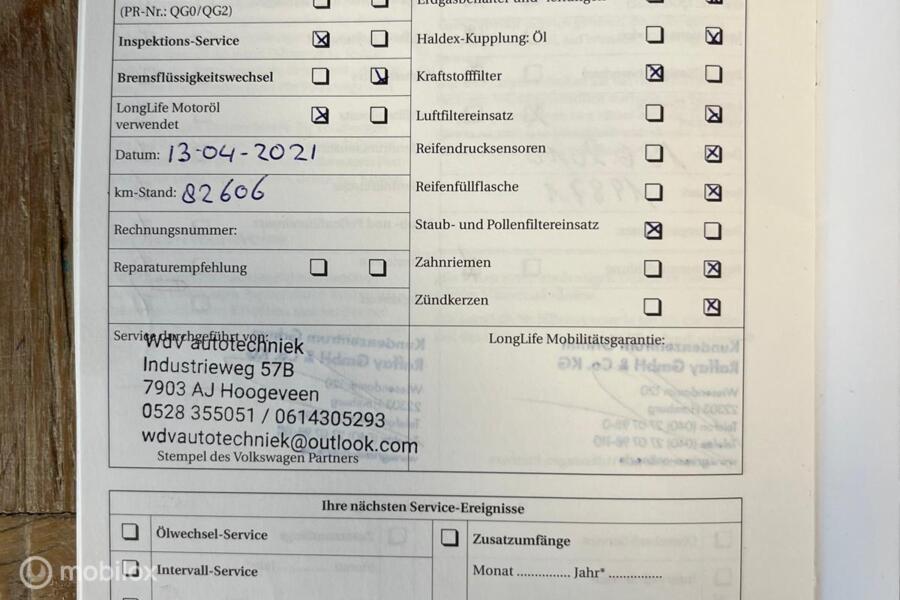 (PR-Nr.: QG0/QG2)
Inspektions-Service
Bremsflüssigkeitswechsel
LongLife Motoröl
verwendet
Datum: 13-04-2021
km-Stand: 82606
Rechnungsnummer:
Reparaturempfehlung
Haldex-Kupplung: Öl
Kraftstofffilter
Luftfiltereinsatz
Reifendrucksensoren
Reifenfüllflasche
Staub- und Pollenfiltereinsatz
Zahnriemen
Zündkerzen
Service durchgeführt von:
wdv autotechniek
Industrieweg 57B
7903 AJ Hoogeveen
0528 355051 / 0614305293
wdvautotechniek@outlook.com
Stempel des Volkswagen Partners
LongLife Mobilitätsgarantie:
Ihre nächsten Service-Ereignisse
Ölwechsel-Service
Intervall-Service
Zusatzumfänge
Monat .............. Jahr* ..............
mobilox